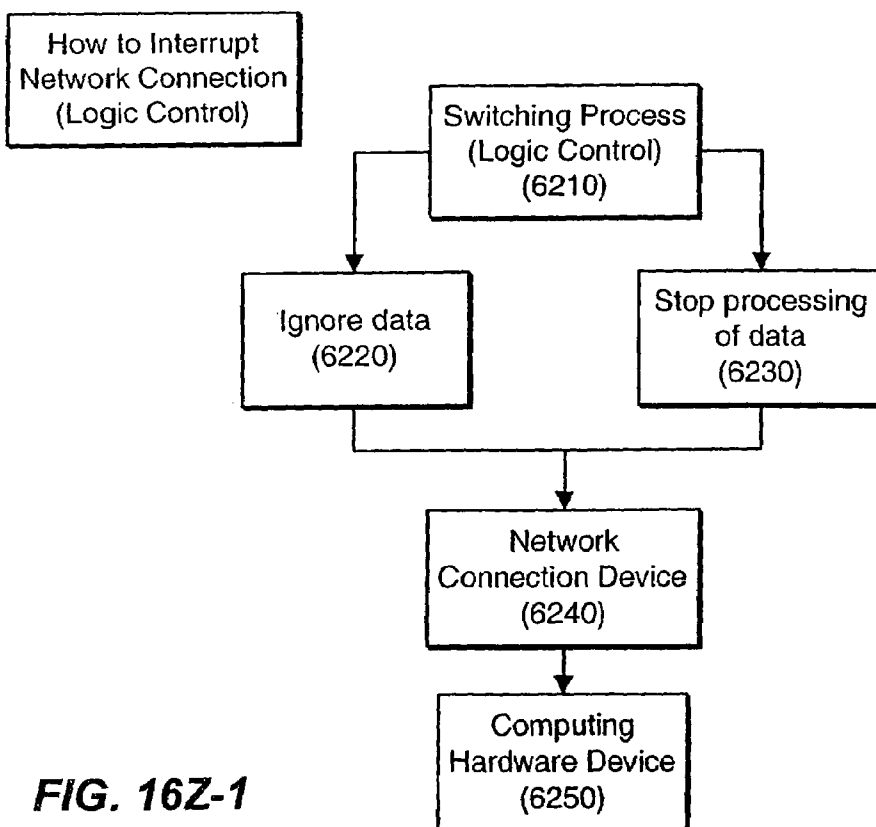 How to Interrupt
Network Connection
(Logic Control)
Switching Process
(Logic Control)
(6210)
Ignore data
(6220)
Stop processing
of data
(6230)
Network
Connection Device
(6240)
Computing
Hardware Device
(6250)
FIG. 16Z-1